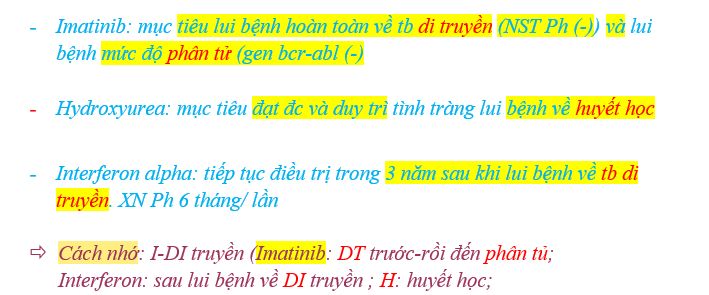 - Imatinib: mục tiêu lui bệnh hoàn toàn về tb di truyền (NST Ph (-)) và lui
bệnh mức độ phân tử (gen bcr-abl (-)
- Hydroxyurea: mục tiêu đạt đc và duy trì tình tràng lui bệnh về huyết học
- Interferon alpha: tiếp tục điều trị trong 3 năm sau khi lui bệnh về tb di
truyền. XN Ph 6 tháng/ lần
⇨ Cách nhớ: I-DI truyền (Imatinib: DT trước-rồi đến phân tủ;
Interferon: sau lui bệnh về DI truyền ; H: huyết học;